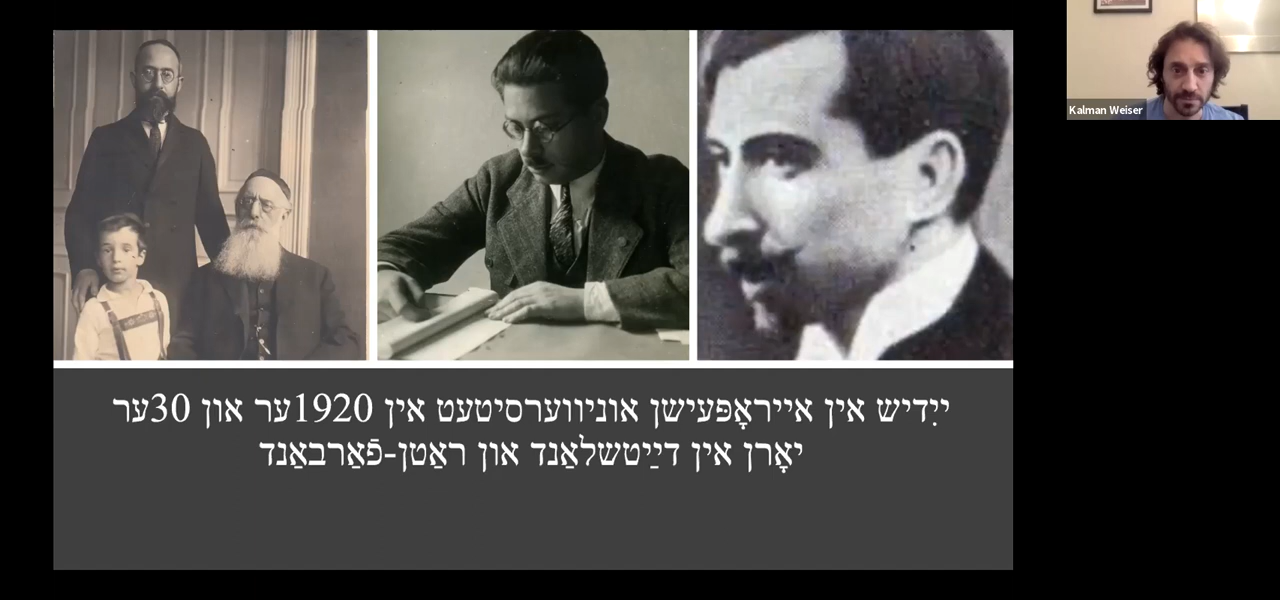 ייִדיש אין אייראָפּעיִשן אוניווערסיטעט אין 1920ער און 30ער
יאָרן אין דײַטשלאַנד און ראַטן-פֿאַרבאַנד
Kalman Weiser